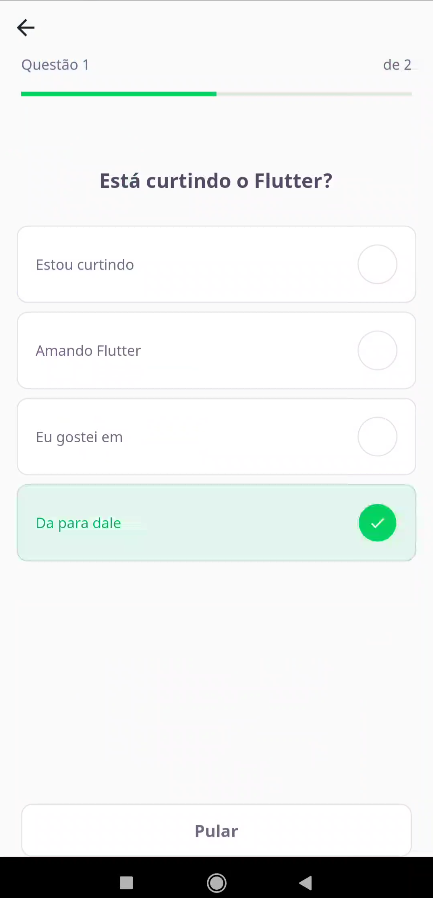 Questão 1 de 2
Está curtindo o Flutter?
Estou curtindo
Amando Flutter
Eu gostei em
Da para dale
Pular